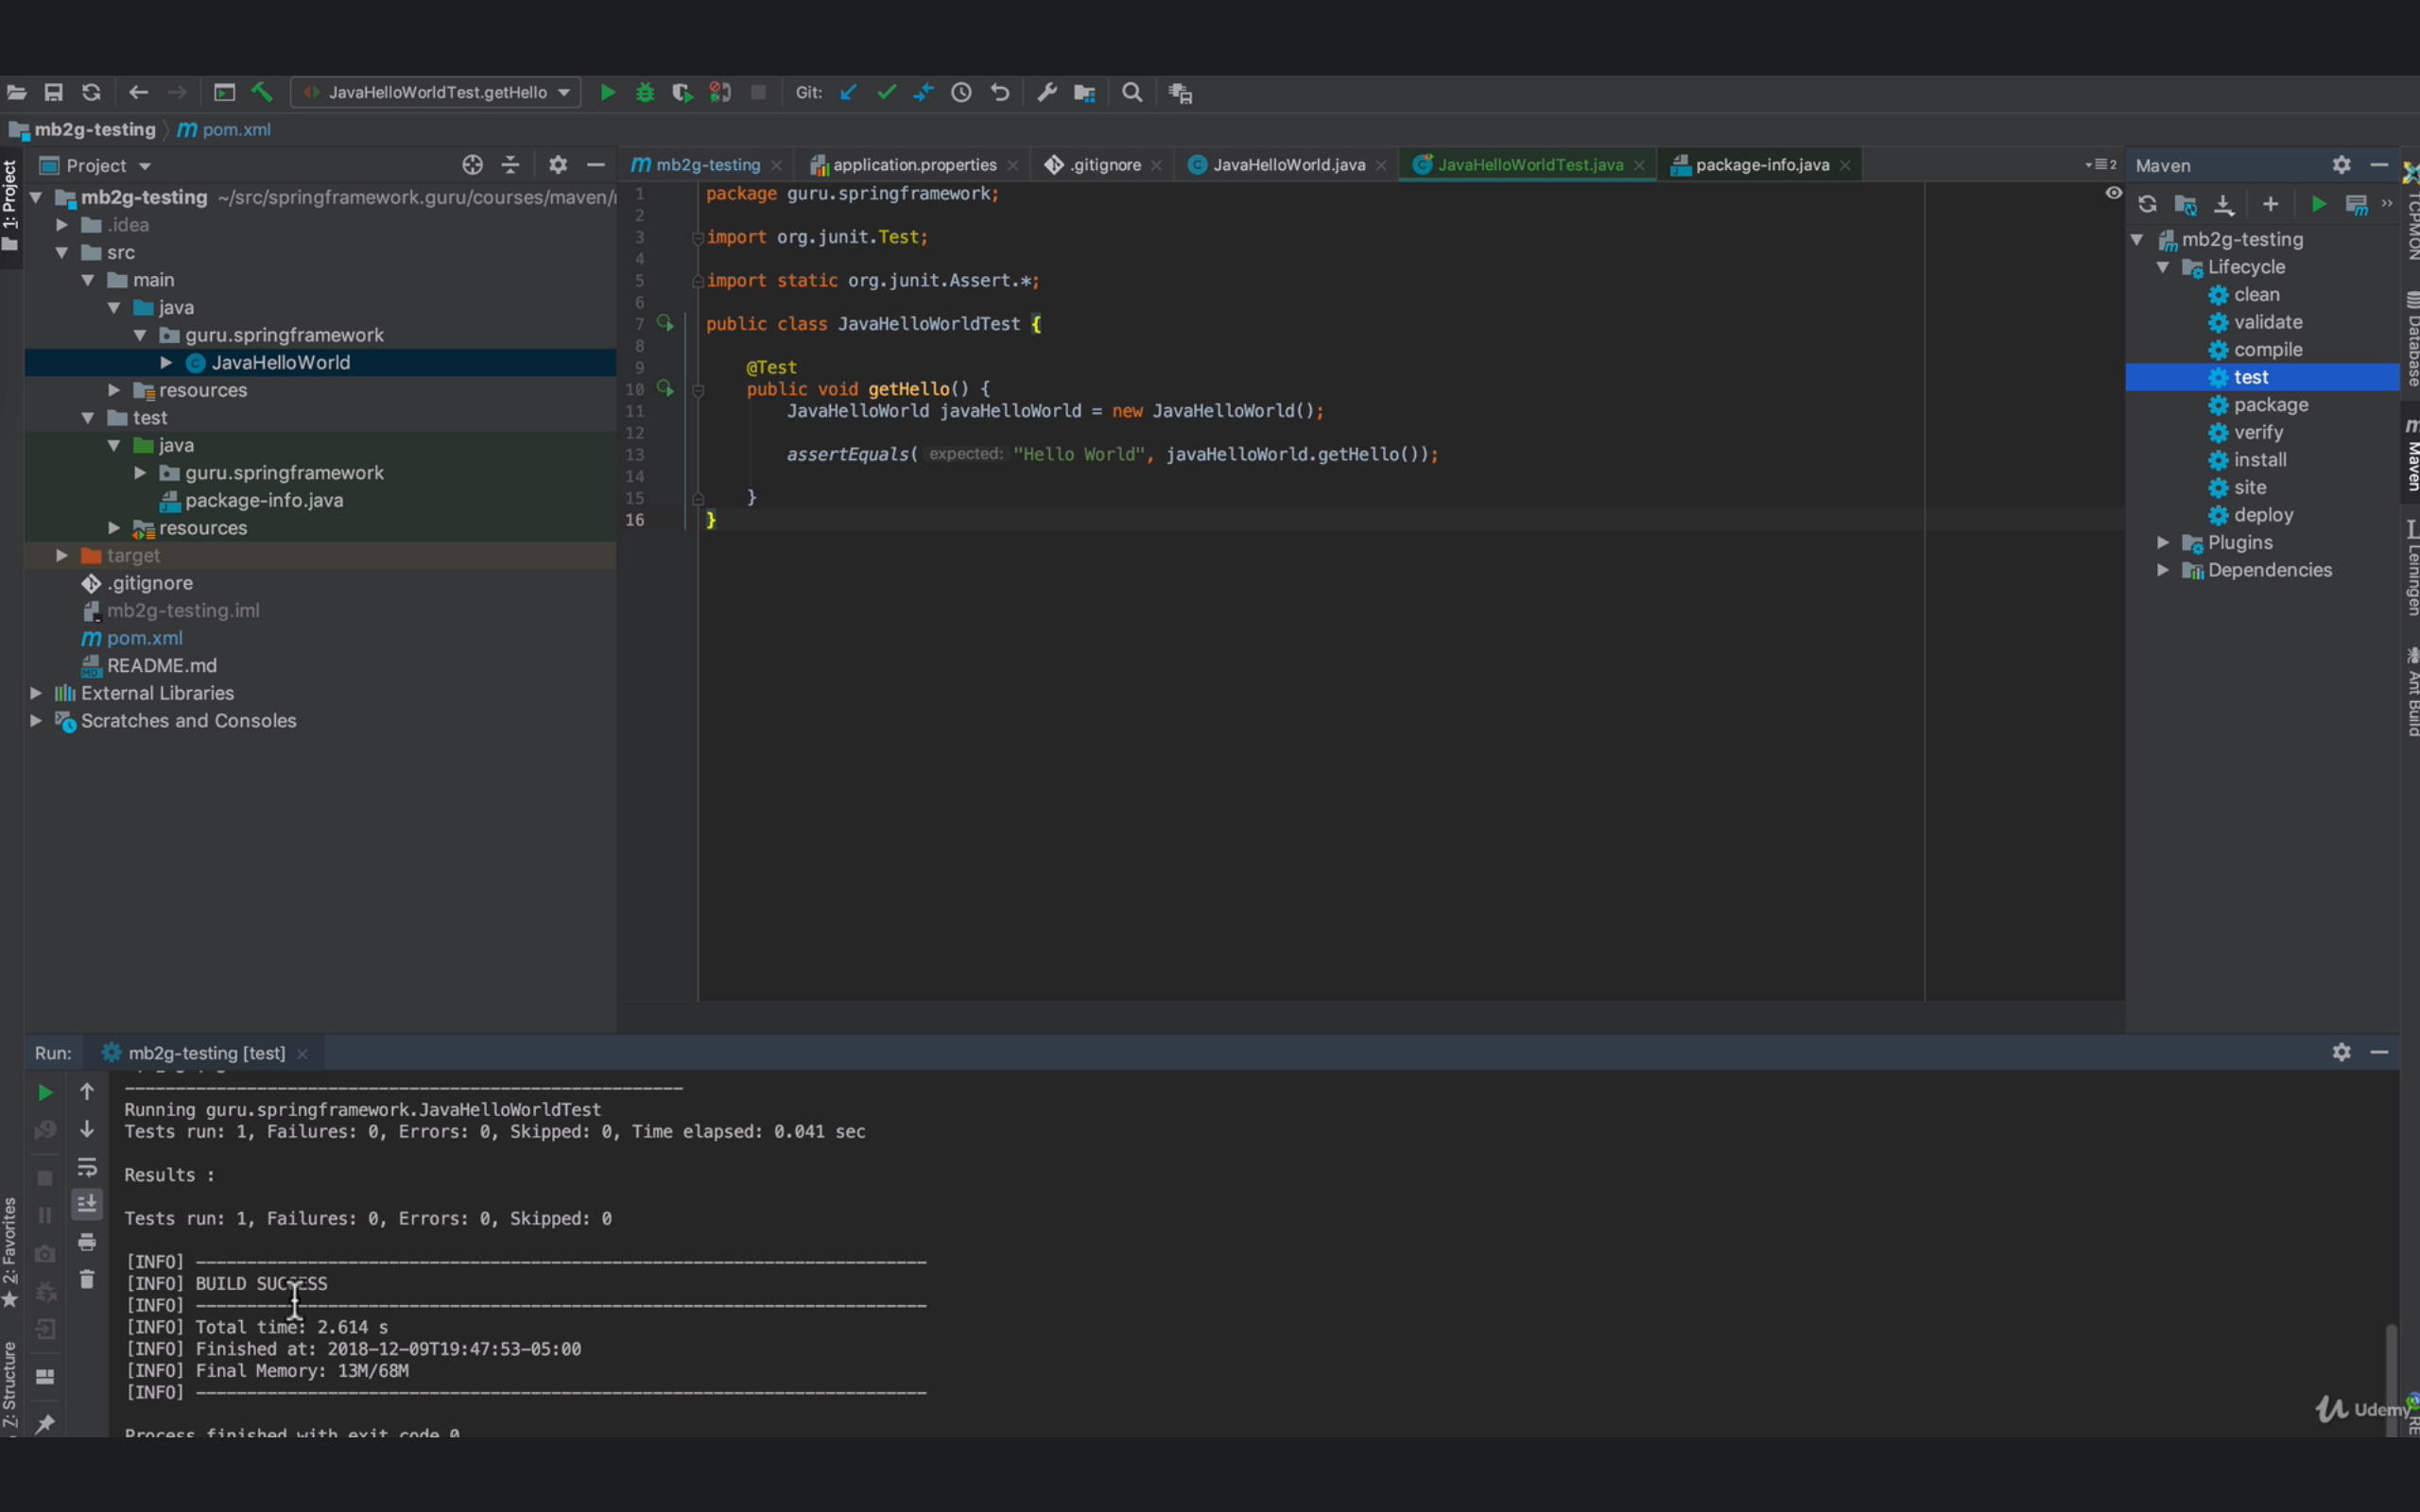 JavaHelloWorldTest.getHello
Git:
mb2g-testing
pom.xml
1: Project
Project
mb2g-testing ~/src/springframework.guru/courses/maven/
.idea
src
main
java
guru.springframework
JavaHelloWorld
resources
test
java
guru.springframework
package-info.java
resources
target
.gitignore
mb2g-testing.iml
pom.xml
README.md
External Libraries
Scratches and Consoles
mb2g-testing
application.properties
.gitignore
JavaHelloWorld.java
JavaHelloWorldTest.java
package-info.java
2
1 package guru.springframework;
2
3 import org.junit.Test;
4
5 import static org.junit.Assert.*;
6
7 public class JavaHelloWorldTest {
8
9 @Test
10 public void getHello() {
11 JavaHelloWorld javaHelloWorld = new JavaHelloWorld();
12
13 assertEquals( expected: "Hello World", javaHelloWorld.getHello());
14
15 }
16 }
Maven
mb2g-testing
Lifecycle
clean
validate
compile
test
package
verify
install
site
deploy
Plugins
Dependencies
TCPMON
Database
Maven
Leiningen
Ant Build
Run:
mb2g-testing [test]
------------------------------------------------------
Running guru.springframework.JavaHelloWorldTest
Tests run: 1, Failures: 0, Errors: 0, Skipped: 0, Time elapsed: 0.041 sec
Results :
Tests run: 1, Failures: 0, Errors: 0, Skipped: 0
[INFO] ------------------------------------------------------------------------
[INFO] BUILD SUCCESS
[INFO] ------------------------------------------------------------------------
[INFO] Total time: 2.614 s
[INFO] Finished at: 2018-12-09T19:47:53-05:00
[INFO] Final Memory: 13M/68M
[INFO] ------------------------------------------------------------------------
Process finished with exit code 0
2: Favorites
7: Structure
Udemy